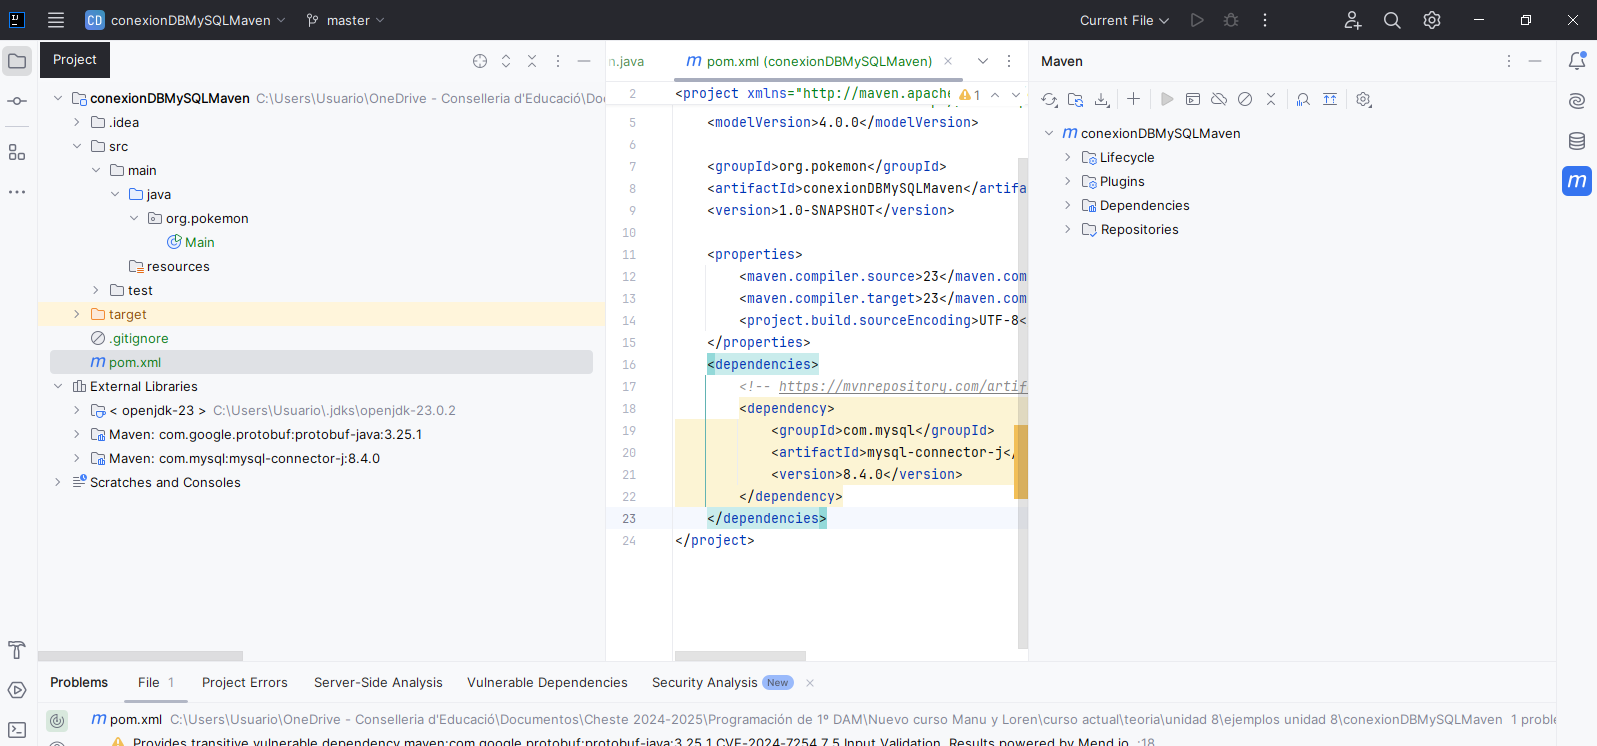 CD conexionDBMySQLMaven master Current File
Project
n.java pom.xml (conexionDBMySQLMaven)
Maven
conexionDBMySQLMaven C:\Users\Usuario\OneDrive - Conselleria d'Educació\Doc
.idea
src
main
java
org.pokemon
Main
resources
test
target
.gitignore
pom.xml
External Libraries
< openjdk-23 > C:\Users\Usuario\.jdks\openjdk-23.0.2
Maven: com.google.protobuf:protobuf-java:3.25.1
Maven: com.mysql:mysql-connector-j:8.4.0
Scratches and Consoles
2 <project xmlns="http://maven.apache 1
5 <modelVersion>4.0.0</modelVersion>
6
7 <groupId>org.pokemon</groupId>
8 <artifactId>conexionDBMySQLMaven</artifa
9 <version>1.0-SNAPSHOT</version>
10
11 <properties>
12 <maven.compiler.source>23</maven.com
13 <maven.compiler.target>23</maven.com
14 <project.build.sourceEncoding>UTF-8<
15 </properties>
16 <dependencies>
17 <!-- https://mvnrepository.com/artif
18 <dependency>
19 <groupId>com.mysql</groupId>
20 <artifactId>mysql-connector-j</
21 <version>8.4.0</version>
22 </dependency>
23 </dependencies>
24 </project>
conexionDBMySQLMaven
Lifecycle
Plugins
Dependencies
Repositories
Problems File 1 Project Errors Server-Side Analysis Vulnerable Dependencies Security Analysis New
pom.xml C:\Users\Usuario\OneDrive - Conselleria d'Educació\Documentos\Cheste 2024-2025\Programación de 1º DAM\Nuevo curso Manu y Loren\curso actual\teoria\unidad 8\ejemplos unidad 8\conexionDBMySQLMaven 1 proble
Provides transitive vulnerable dependency maven:com.google.protobuf:protobuf-java:3.25.1 CVE-2024-7254 7.5 Input Validation Results powered by Mend.io :18